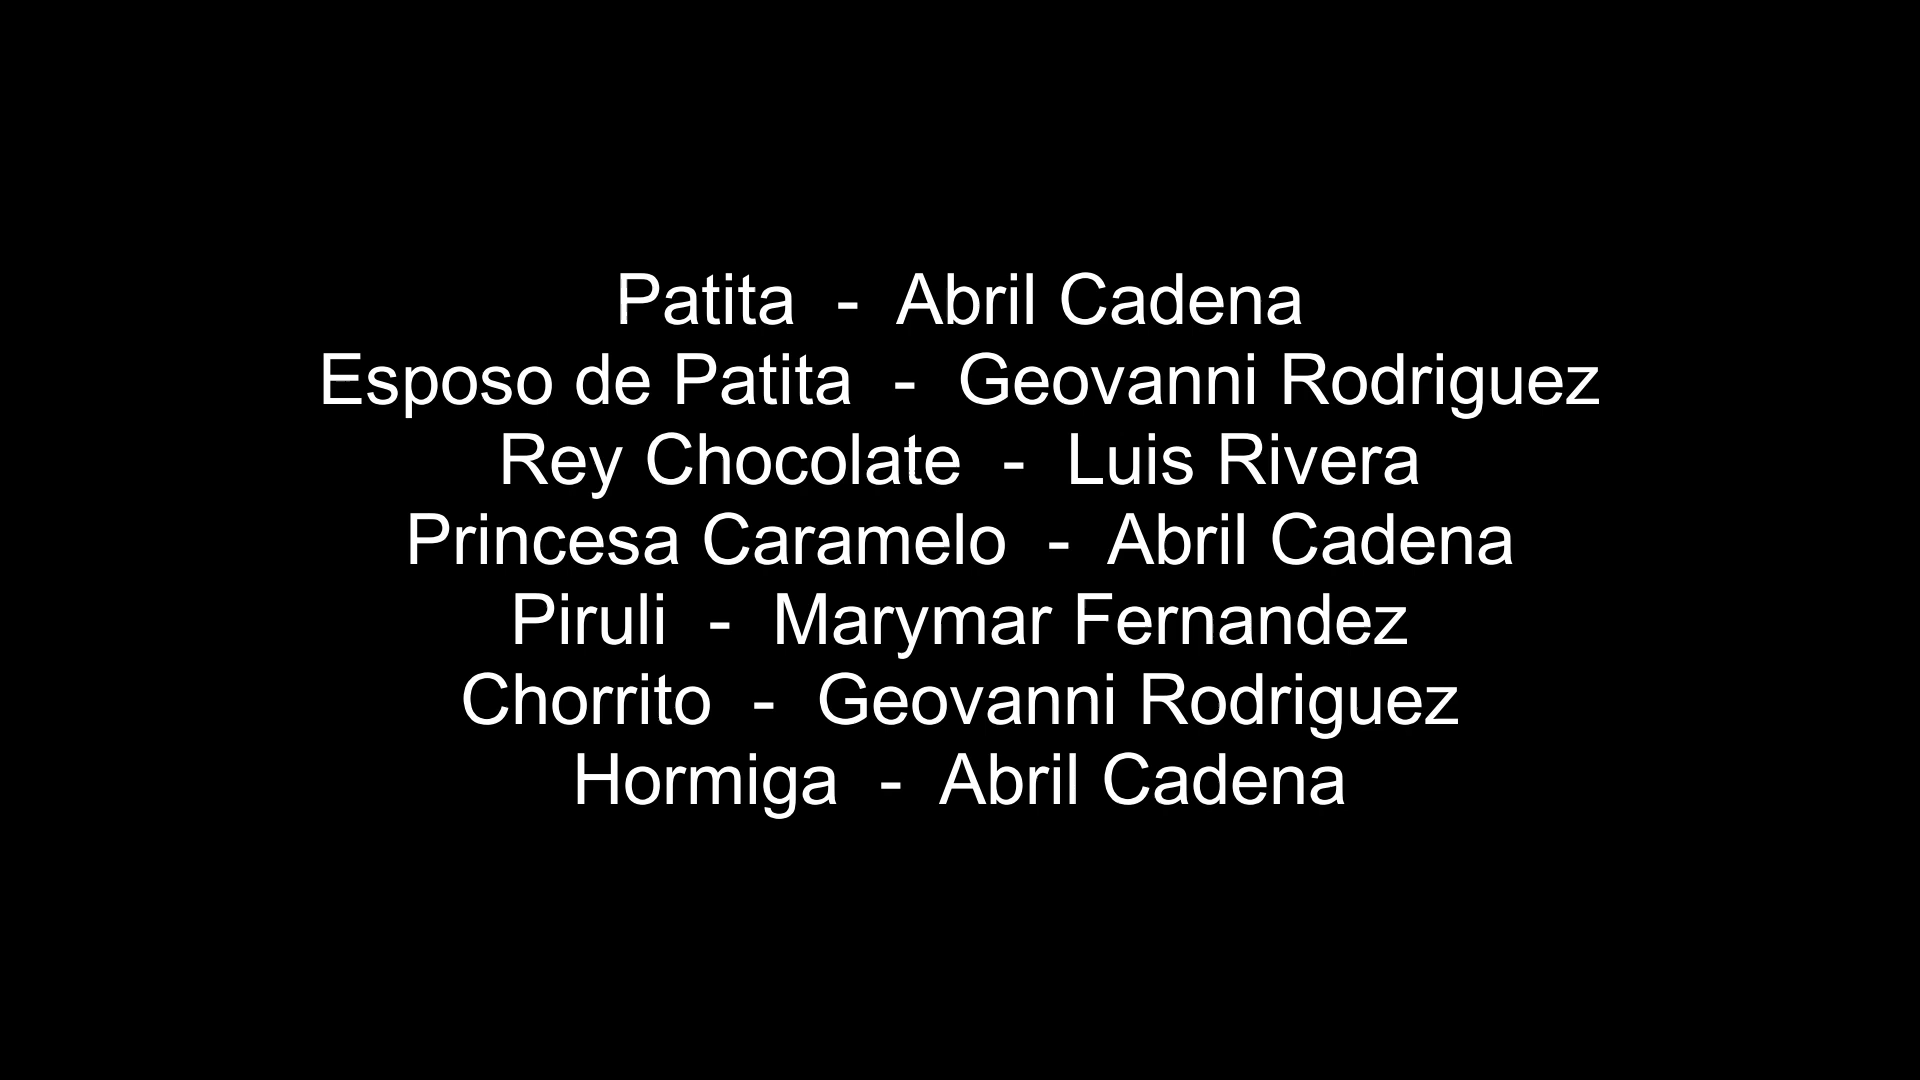 Patita - Abril Cadena
Esposo de Patita - Geovanni Rodriguez
Rey Chocolate - Luis Rivera
Princesa Caramelo - Abril Cadena
Piruli - Marymar Fernandez
Chorrito - Geovanni Rodriguez
Hormiga - Abril Cadena